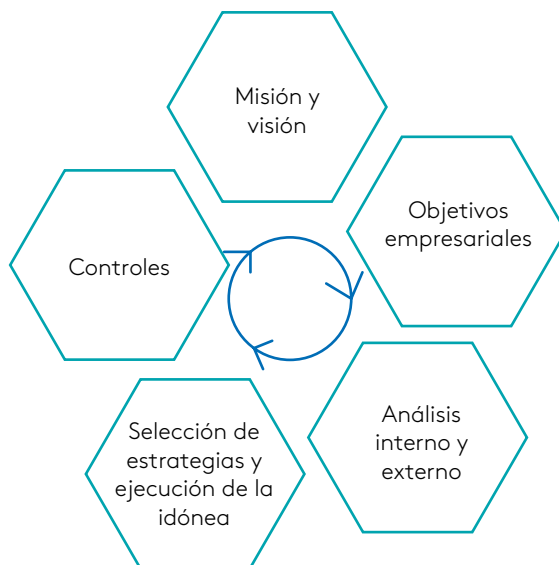 Misión y
visión
Objetivos
empresariales
Análisis
interno y
externo
Selección de
estrategias y
ejecución de la
idónea
Controles